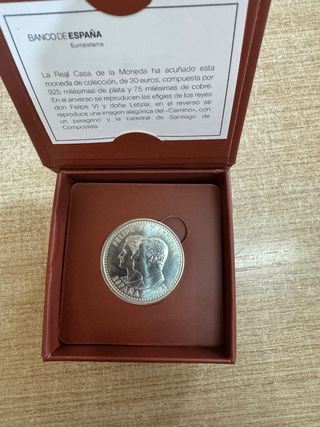 BANCO DE ESPAÑA
Eurosistema
La Real Casa de la Moneda ha acuñado esta
moneda de colección, de 30 euros, compuesta por
925 milésimas de plata y 75 milésimas de cobre.
En el anverso se reproducen las efigies de los reyes
don Felipe VI y doña Letizia; en el reverso se
reproduce una imagen alegórica del «Camino», con
un peregrino y la catedral de Santiago de
Compostela.
ESPAÑA